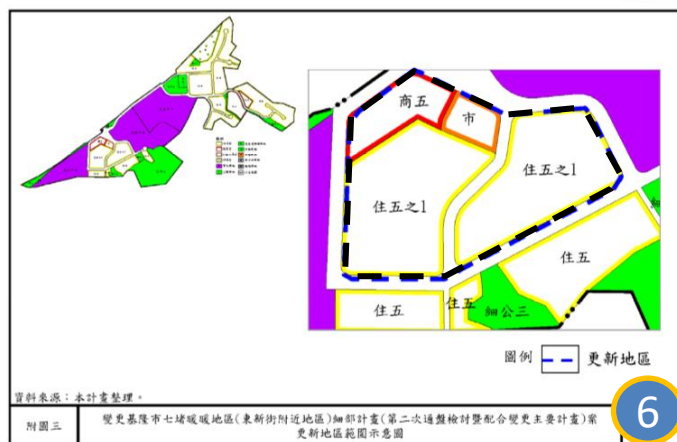 商五
市
住五之1
住五之1
住五
住五
住五
細公三
圖例
更新地區
資料來源：本計畫整理。
附圖三
變更基隆市七堵暖暖地區(東新街附近地區)細部計畫(第二次通盤檢討暨配合變更主要計畫)案
更新地區範圍示意圖
6